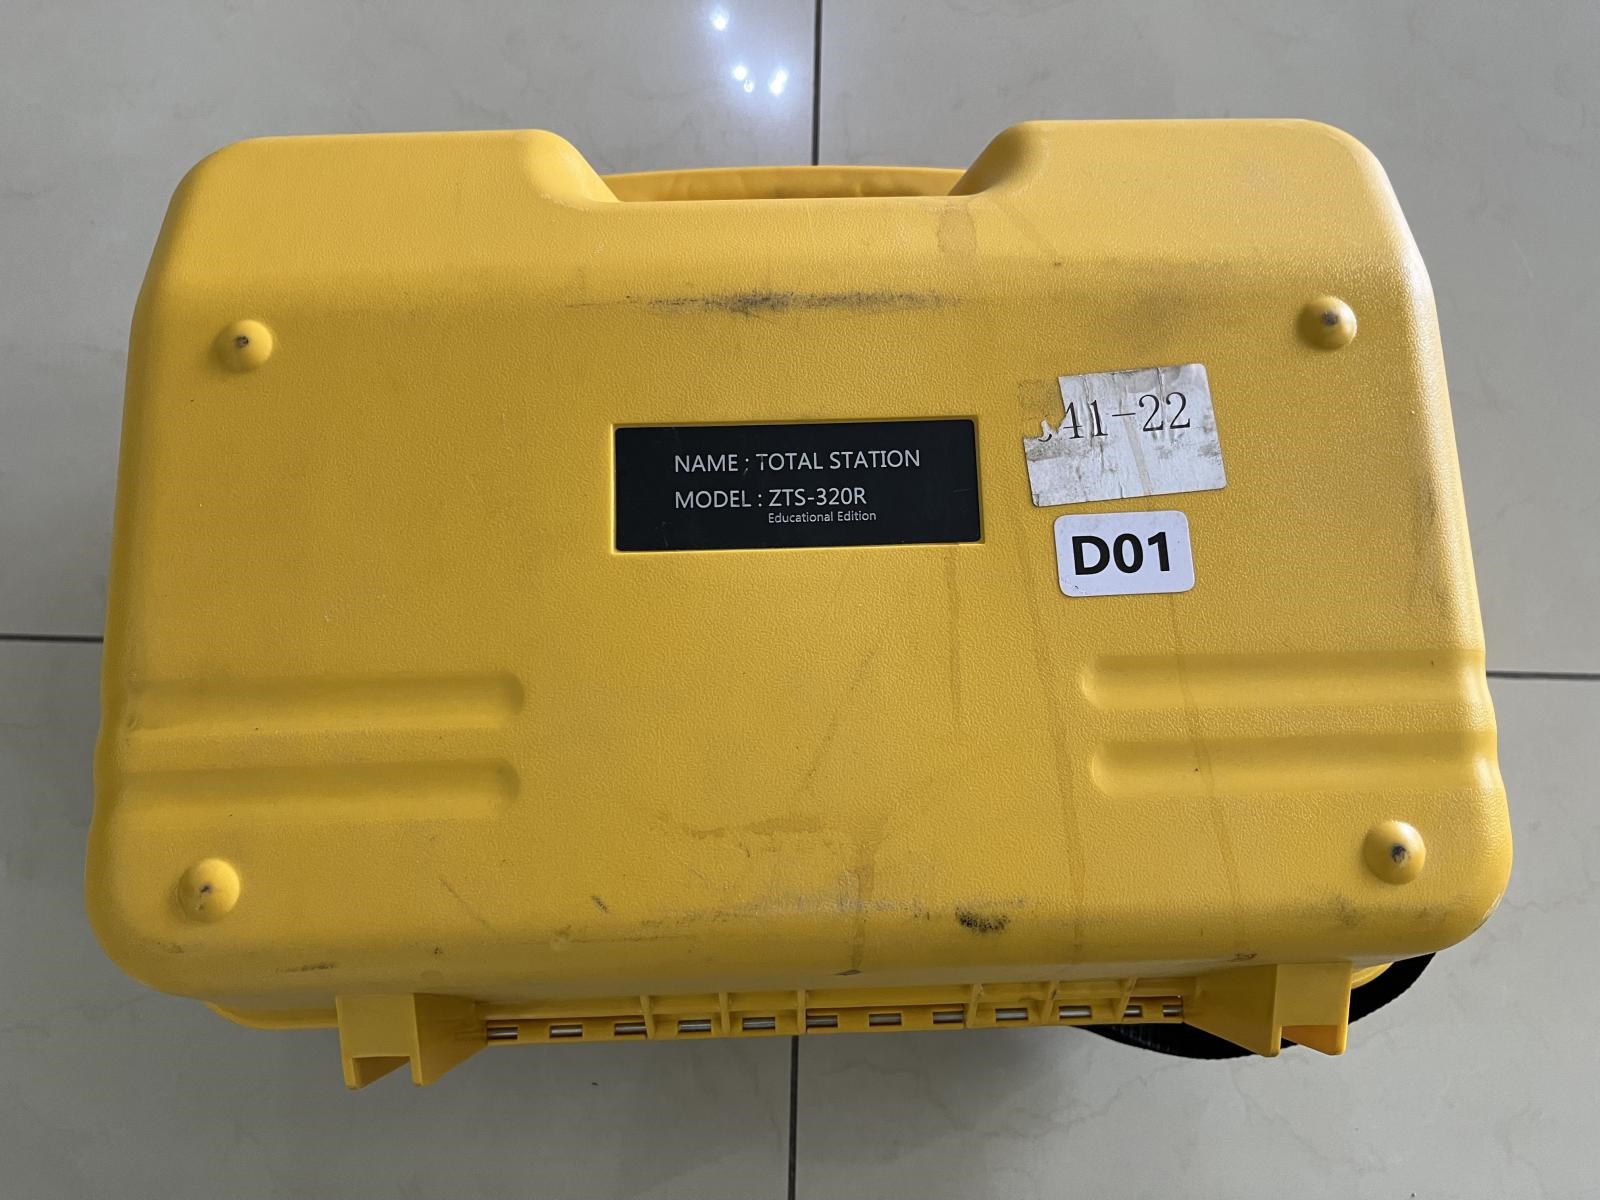 NAME : TOTAL STATION
MODEL : ZTS-320R
Educational Edition
41-22
D01